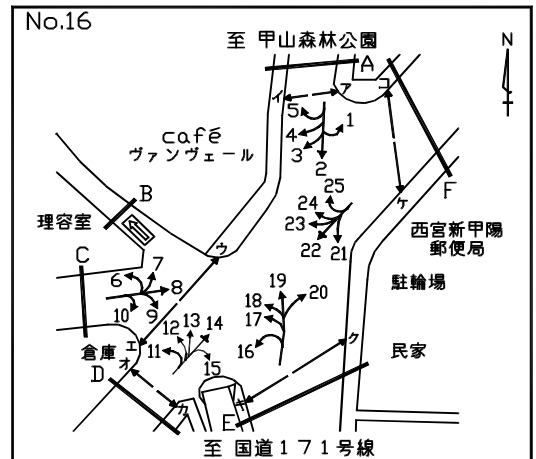 No.16
至 甲山森林公園
N
A
イ
ア
コ
5
1
4
3
2
café
ヴァンヴェール
B
25
24
23
22
21
ケ
F
理容室
西宮新甲陽
郵便局
C
ウ
7
6
8
10
9
19
18
20
17
16
駐輪場
エ
12
13
14
11
15
ク
倉庫
オ
民家
D
カ
E
キ
至 国道171号線